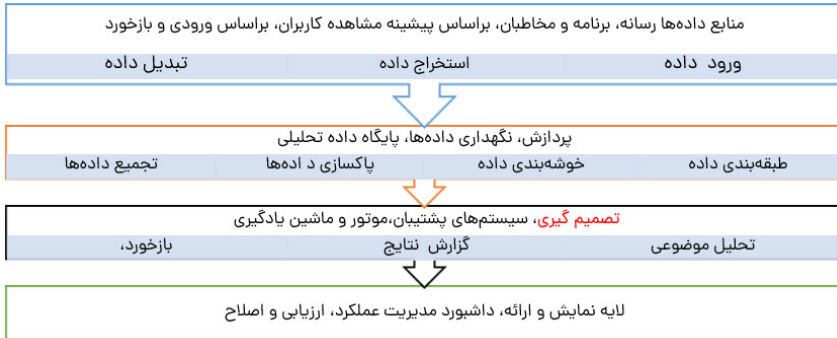 منابع داده‌ها رسانه، برنامه و مخاطبان، براساس پیشینه مشاهده کاربران، براساس ورودی و بازخورد
ورود داده استخراج داده تبدیل داده
پردازش، نگهداری داده‌ها، پایگاه داده تحلیلی
طبقه‌بندی داده خوشه‌بندی داده پاکسازی د اده‌ها تجمیع داده‌ها
تصمیم گیری، سیستم‌های پشتیبان،موتور و ماشین یادگیری
تحلیل موضوعی گزارش نتایج بازخورد،
لایه نمایش و ارائه، داشبورد مدیریت عملکرد، ارزیابی و اصلاح